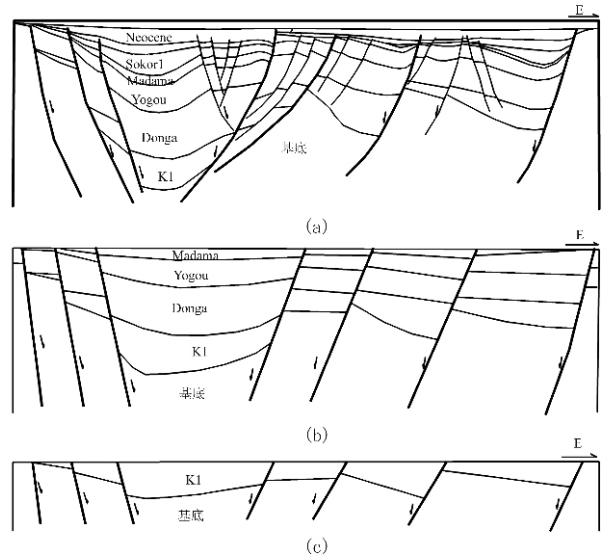 E
Neocene
Sokor1
Madama
Yogou
Donga
基底
K1
(a)
E
Madama
Yogou
Donga
K1
基底
(b)
E
K1
基底
(c)